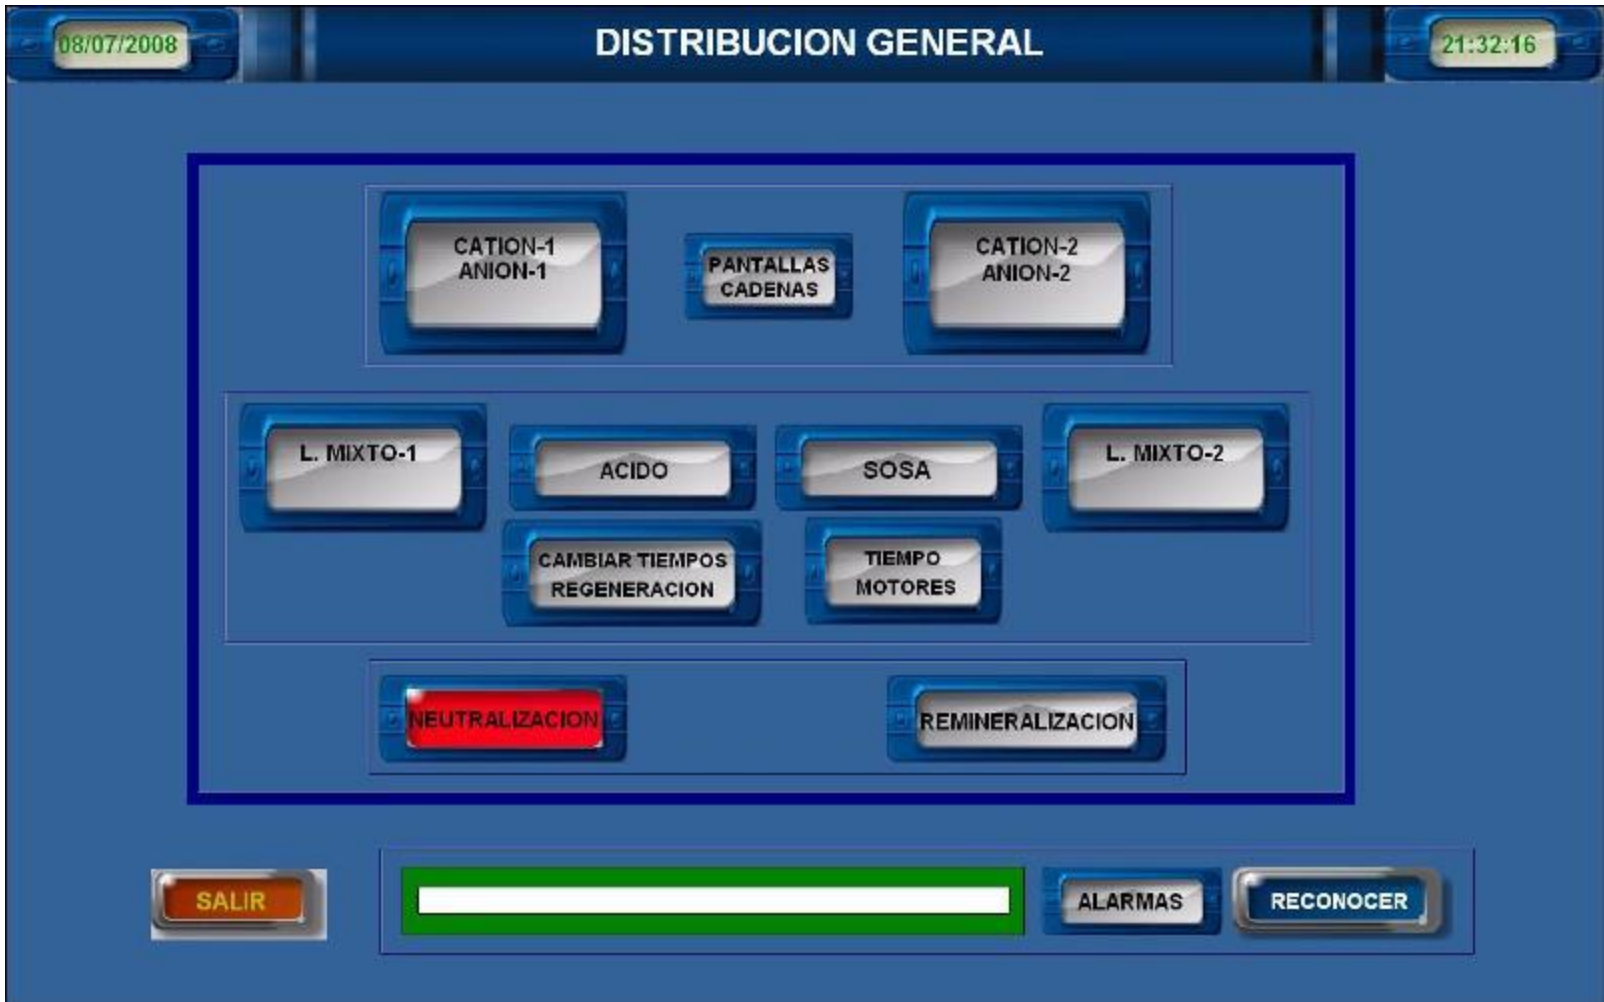 08/07/2008
DISTRIBUCION GENERAL
21:32:16
CATION-1
ANION-1
PANTALLAS
CADENAS
CATION-2
ANION-2
L. MIXTO-1
ACIDO
SOSA
L. MIXTO-2
CAMBIAR TIEMPOS
REGENERACION
TIEMPO
MOTORES
NEUTRALIZACION
REMINERALIZACION
SALIR
ALARMAS
RECONOCER